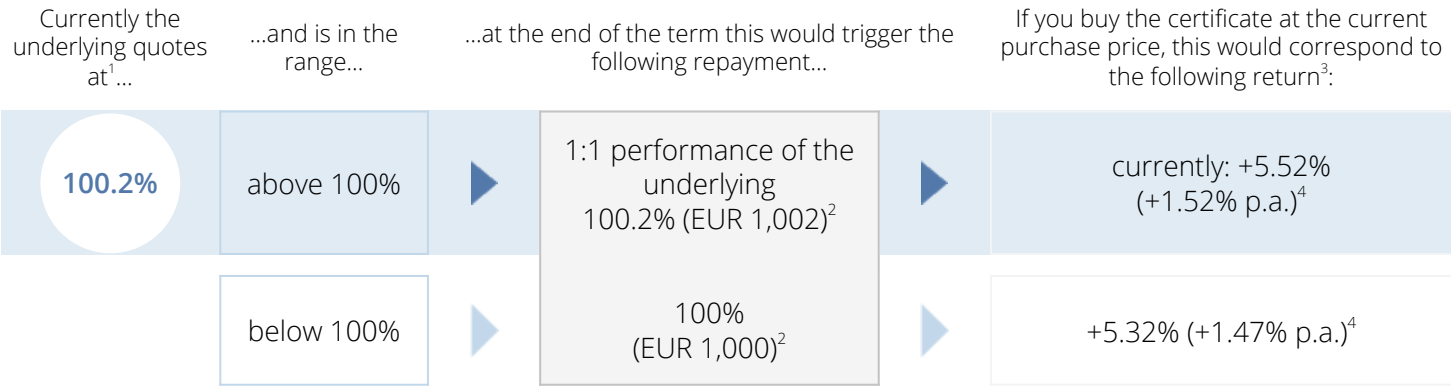 Currently the
underlying quotes
at¹...
...and is in the
range...
...at the end of the term this would trigger the
following repayment...
If you buy the certificate at the current
purchase price, this would correspond to
the following return³:
100.2%
above 100%
1:1 performance of the
underlying
100.2% (EUR 1,002)²
currently: +5.52%
(+1.52% p.a.)⁴
below 100%
100%
(EUR 1,000)²
+5.32% (+1.47% p.a.)⁴